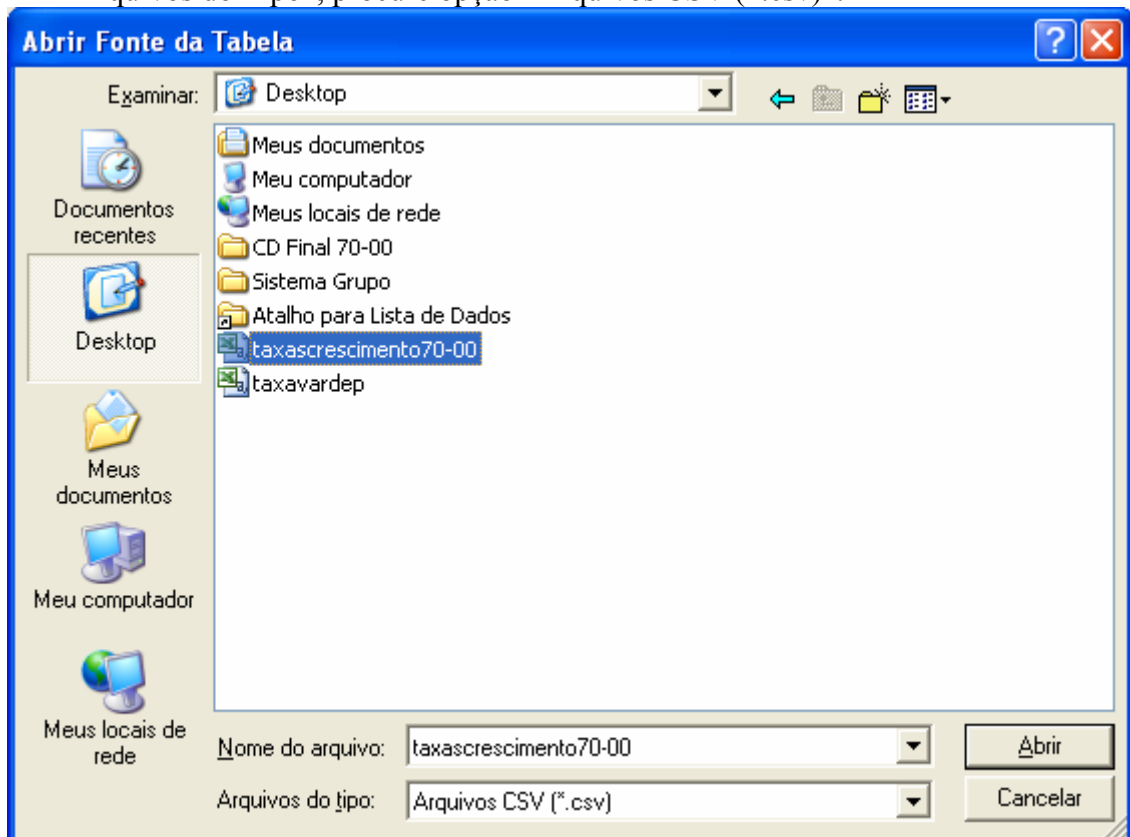 Abrir Fonte da Tabela
Examinar:
Desktop
Documentos
recentes
Desktop
Meus
documentos
Meu computador
Meus locais de
rede
Meus documentos
Meu computador
Meus locais de rede
CD Final 70-00
Sistema Grupo
Atalho para Lista de Dados
taxascrescimento70-00
taxavardep
Nome do arquivo:
taxascrescimento70-00
Abrir
Arquivos do tipo:
Arquivos CSV (*.csv)
Cancelar